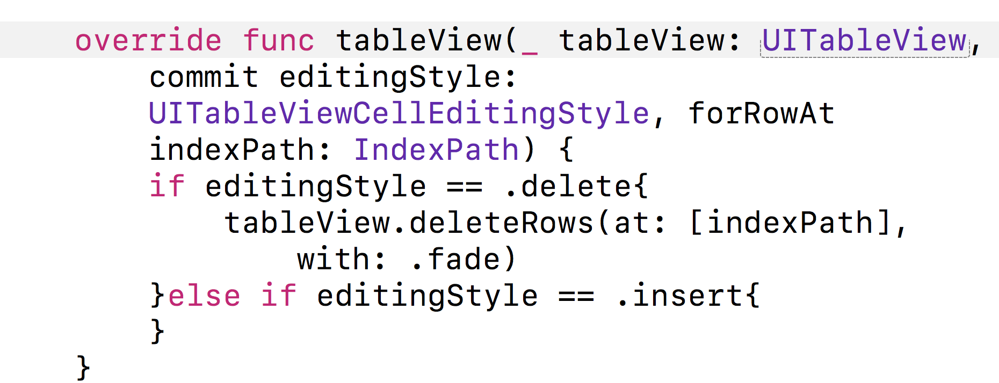 override func tableView(_ tableView: UITableView,
commit editingStyle:
UITableViewCellEditingStyle, forRowAt
indexPath: IndexPath) {
if editingStyle == .delete{
tableView.deleteRows(at: [indexPath],
with: .fade)
}else if editingStyle == .insert{
}
}